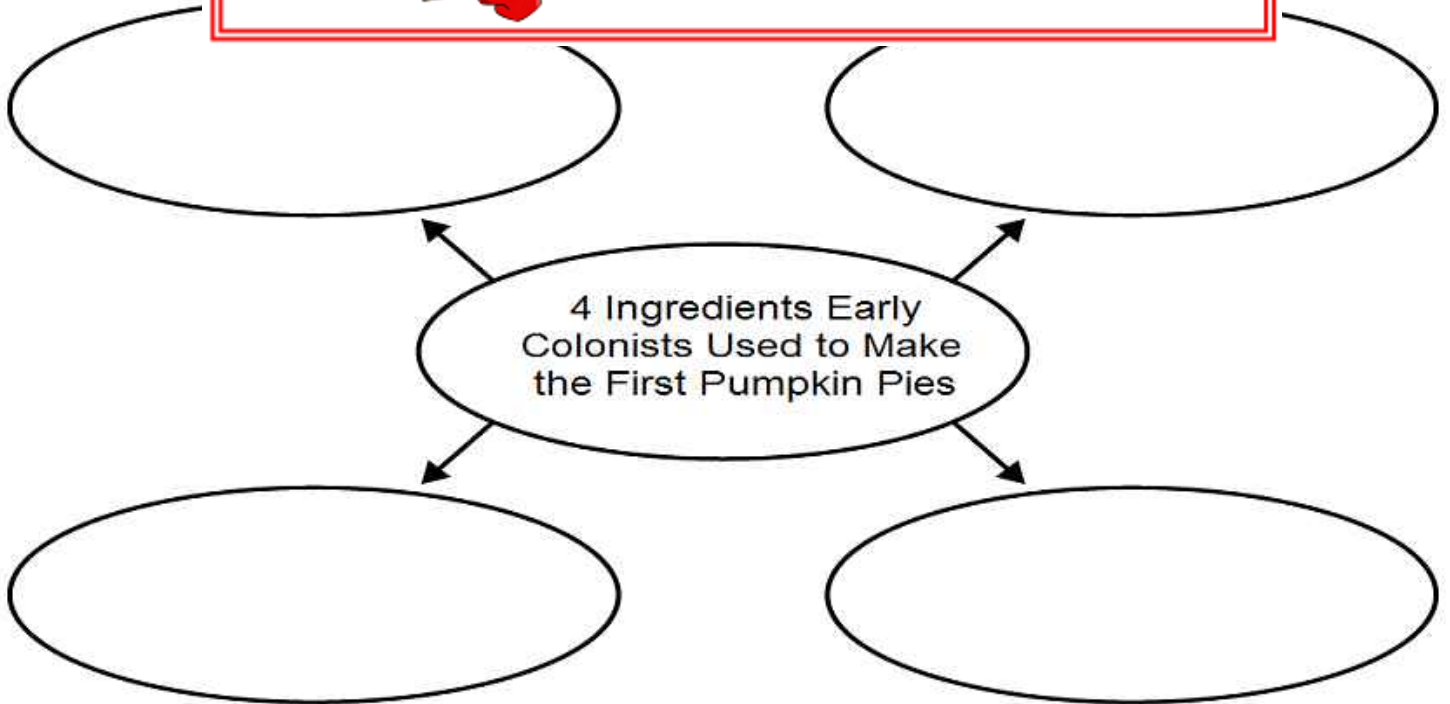 4 Ingredients Early
Colonists Used to Make
the First Pumpkin Pies